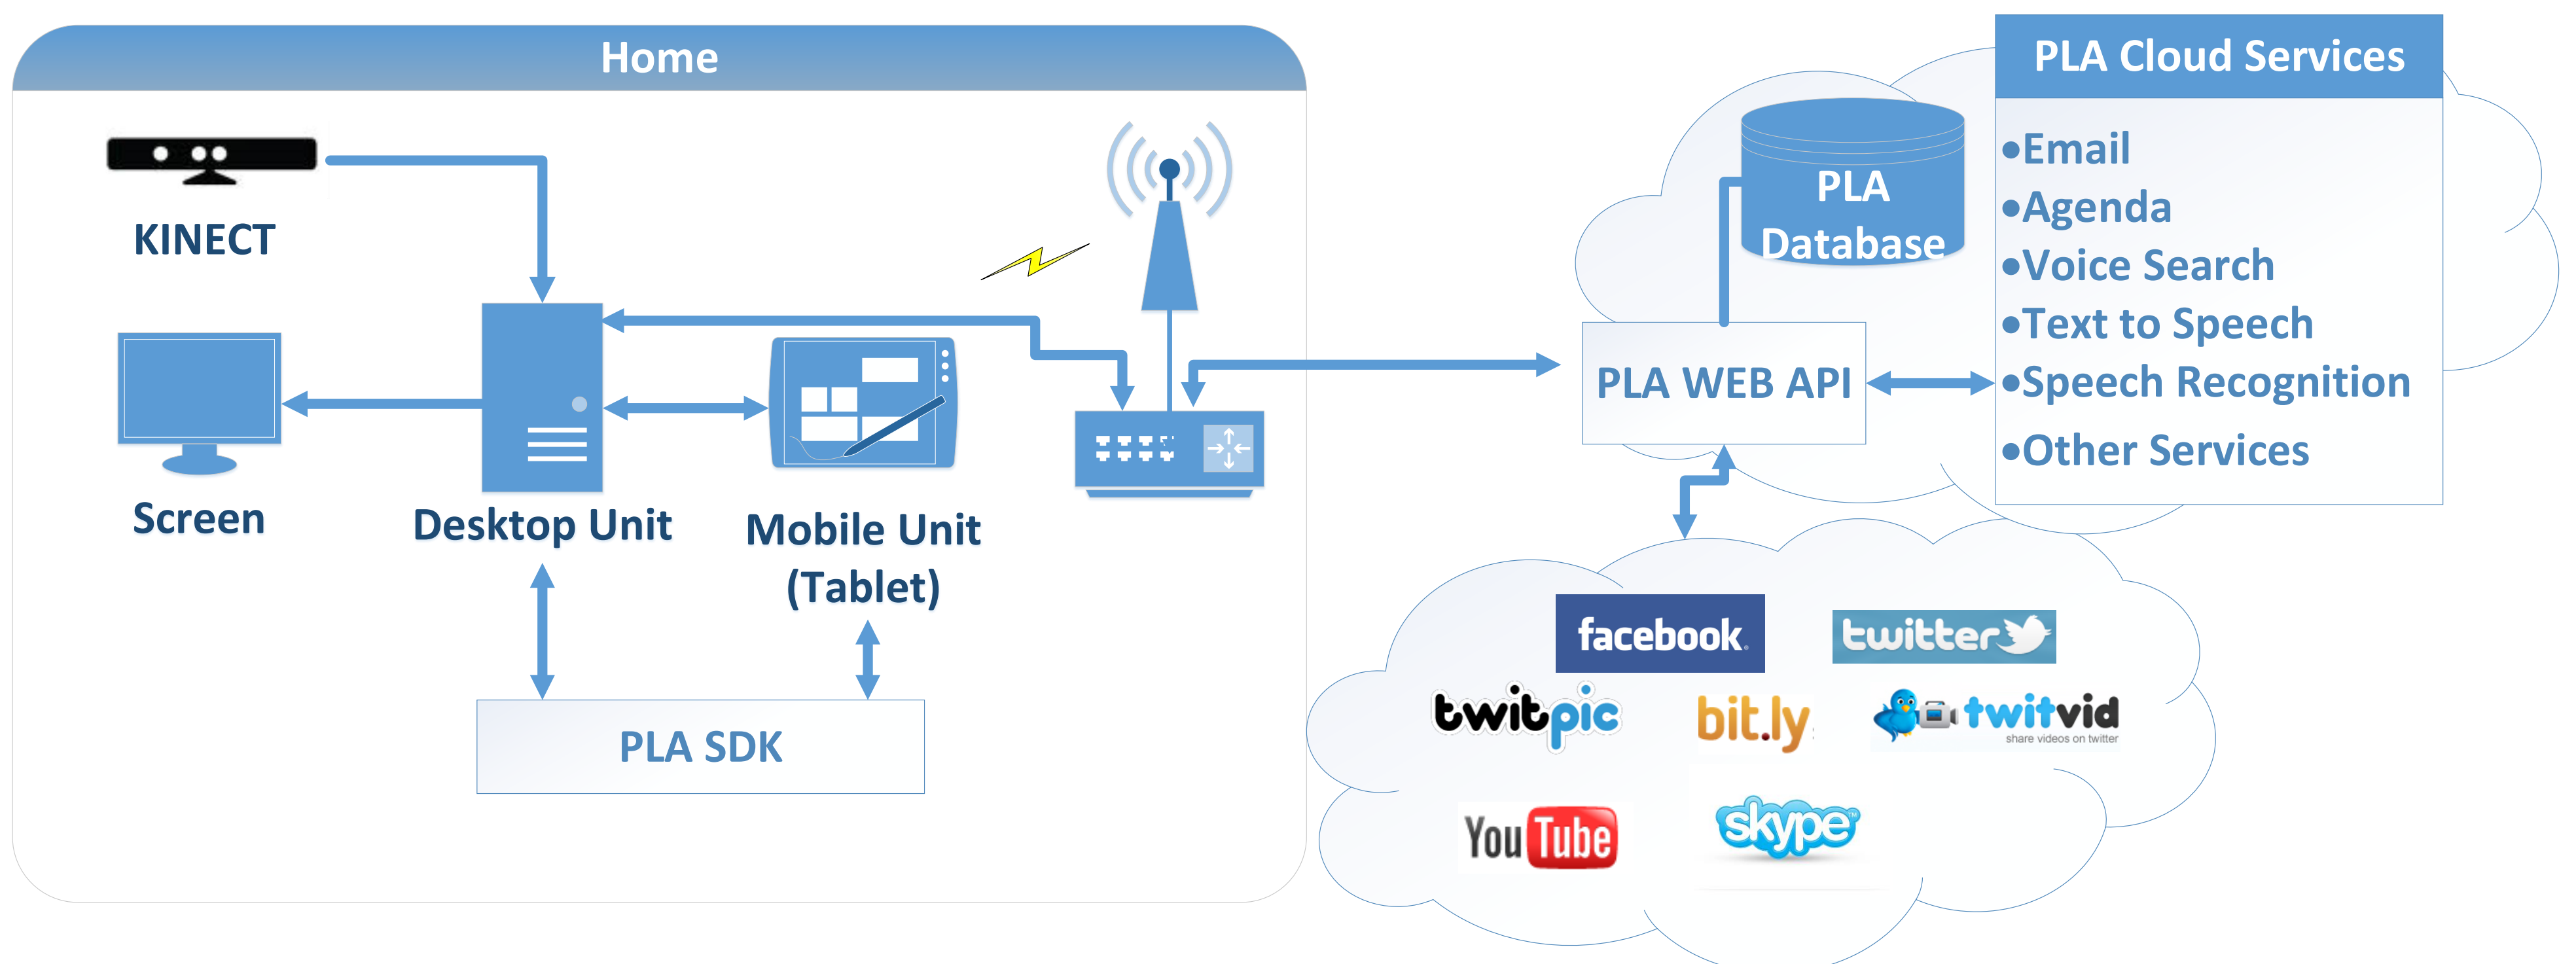 Home
KINECT
Screen
Desktop Unit
Mobile Unit
(Tablet)
PLA SDK
PLA
Database
PLA WEB API
PLA Cloud Services
•Email
•Agenda
•Voice Search
•Text to Speech
•Speech Recognition
•Other Services
facebook
twitter
twitpic
bit.ly
twitvid
share videos on twitter
YouTube
skype™